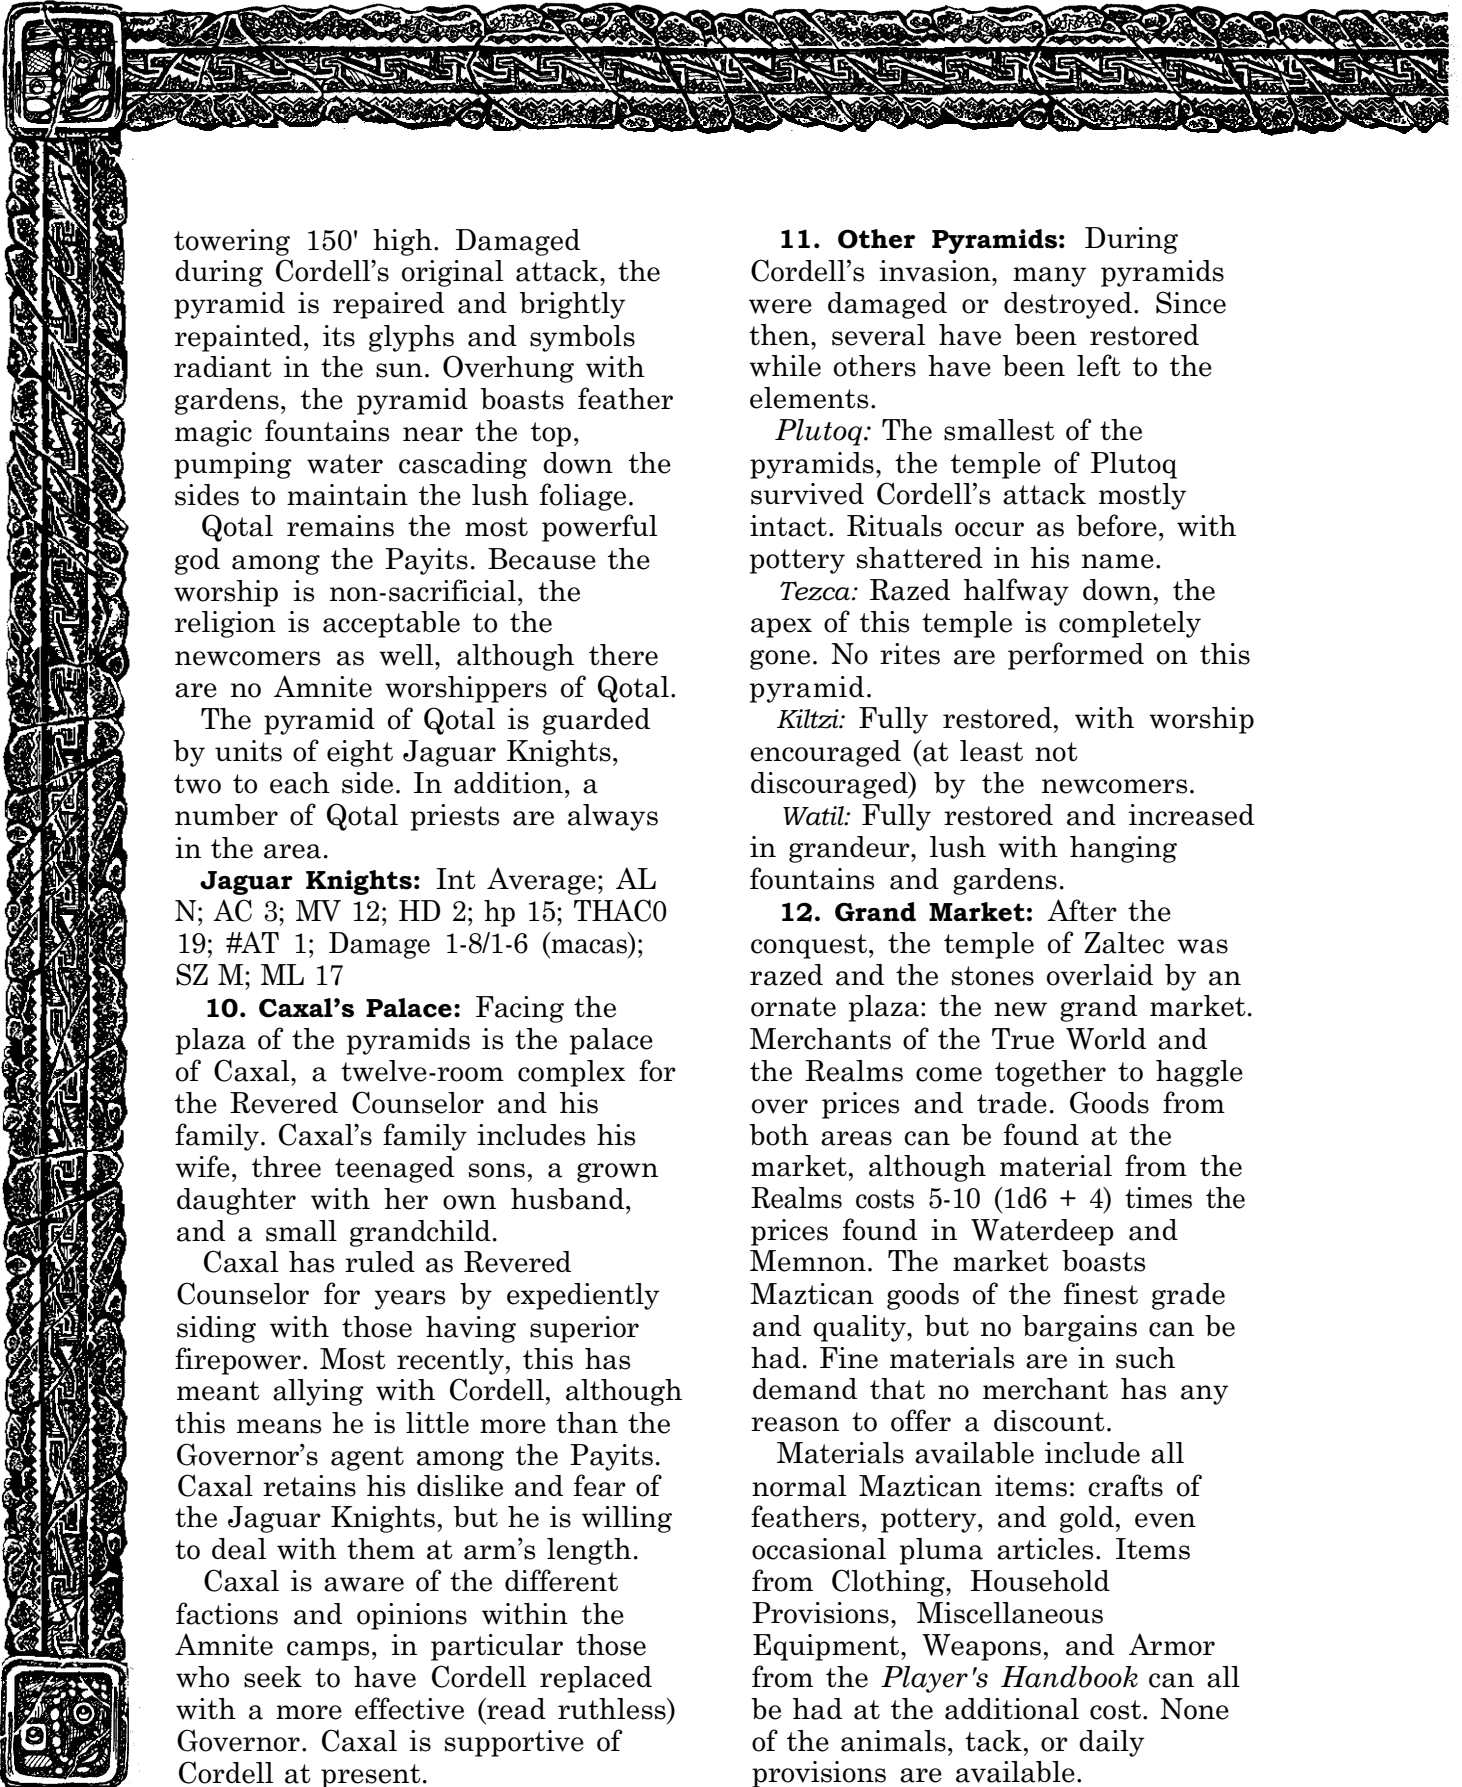 towering 150' high. Damaged
during Cordell's original attack, the
pyramid is repaired and brightly
repainted, its glyphs and symbols
radiant in the sun. Overhung with
gardens, the pyramid boasts feather
magic fountains near the top,
pumping water cascading down the
sides to maintain the lush foliage.
Qotal remains the most powerful
god among the Payits. Because the
worship is non-sacrificial, the
religion is acceptable to the
newcomers as well, although there
are no Amnite worshippers of Qotal.
The pyramid of Qotal is guarded
by units of eight Jaguar Knights,
two to each side. In addition, a
number of Qotal priests are always
in the area.
Jaguar Knights: Int Average; AL
N; AC 3; MV 12; HD 2; hp 15; THAC0
19; #AT 1; Damage 1-8/1-6 (macas);
SZ M; ML 17
10. Caxal's Palace: Facing the
plaza of the pyramids is the palace
of Caxal, a twelve-room complex for
the Revered Counselor and his
family. Caxal's family includes his
wife, three teenaged sons, a grown
daughter with her own husband,
and a small grandchild.
Caxal has ruled as Revered
Counselor for years by expediently
siding with those having superior
firepower. Most recently, this has
meant allying with Cordell, although
this means he is little more than the
Governor's agent among the Payits.
Caxal retains his dislike and fear of
the Jaguar Knights, but he is willing
to deal with them at arm's length.
Caxal is aware of the different
factions and opinions within the
Amnite camps, in particular those
who seek to have Cordell replaced
with a more effective (read ruthless)
Governor. Caxal is supportive of
Cordell at present.
11. Other Pyramids: During
Cordell's invasion, many pyramids
were damaged or destroyed. Since
then, several have been restored
while others have been left to the
elements.
Plutoq: The smallest of the
pyramids, the temple of Plutoq
survived Cordell's attack mostly
intact. Rituals occur as before, with
pottery shattered in his name.
Tezca: Razed halfway down, the
apex of this temple is completely
gone. No rites are performed on this
pyramid.
Kiltzi: Fully restored, with worship
encouraged (at least not
discouraged) by the newcomers.
Watil: Fully restored and increased
in grandeur, lush with hanging
fountains and gardens.
12. Grand Market: After the
conquest, the temple of Zaltec was
razed and the stones overlaid by an
ornate plaza: the new grand market.
Merchants of the True World and
the Realms come together to haggle
over prices and trade. Goods from
both areas can be found at the
market, although material from the
Realms costs 5-10 (1d6 + 4) times the
prices found in Waterdeep and
Memnon. The market boasts
Maztican goods of the finest grade
and quality, but no bargains can be
had. Fine materials are in such
demand that no merchant has any
reason to offer a discount.
Materials available include all
normal Maztican items: crafts of
feathers, pottery, and gold, even
occasional pluma articles. Items
from Clothing, Household
Provisions, Miscellaneous
Equipment, Weapons, and Armor
from the Player's Handbook can all
be had at the additional cost. None
of the animals, tack, or daily
provisions are available.